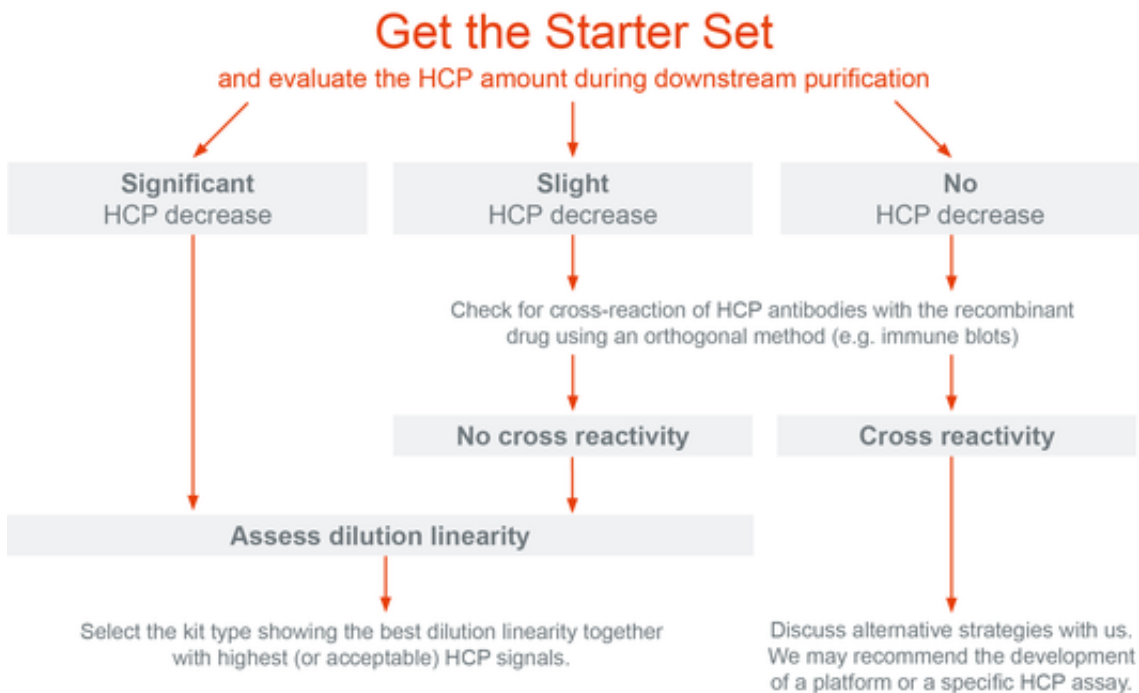 Get the Starter Set
and evaluate the HCP amount during downstream purification
Significant
HCP decrease
Slight
HCP decrease
No
HCP decrease
Check for cross-reaction of HCP antibodies with the recombinant
drug using an orthogonal method (e.g. immune blots)
No cross reactivity
Cross reactivity
Assess dilution linearity
Select the kit type showing the best dilution linearity together
with highest (or acceptable) HCP signals.
Discuss alternative strategies with us.
We may recommend the development
of a platform or a specific HCP assay.